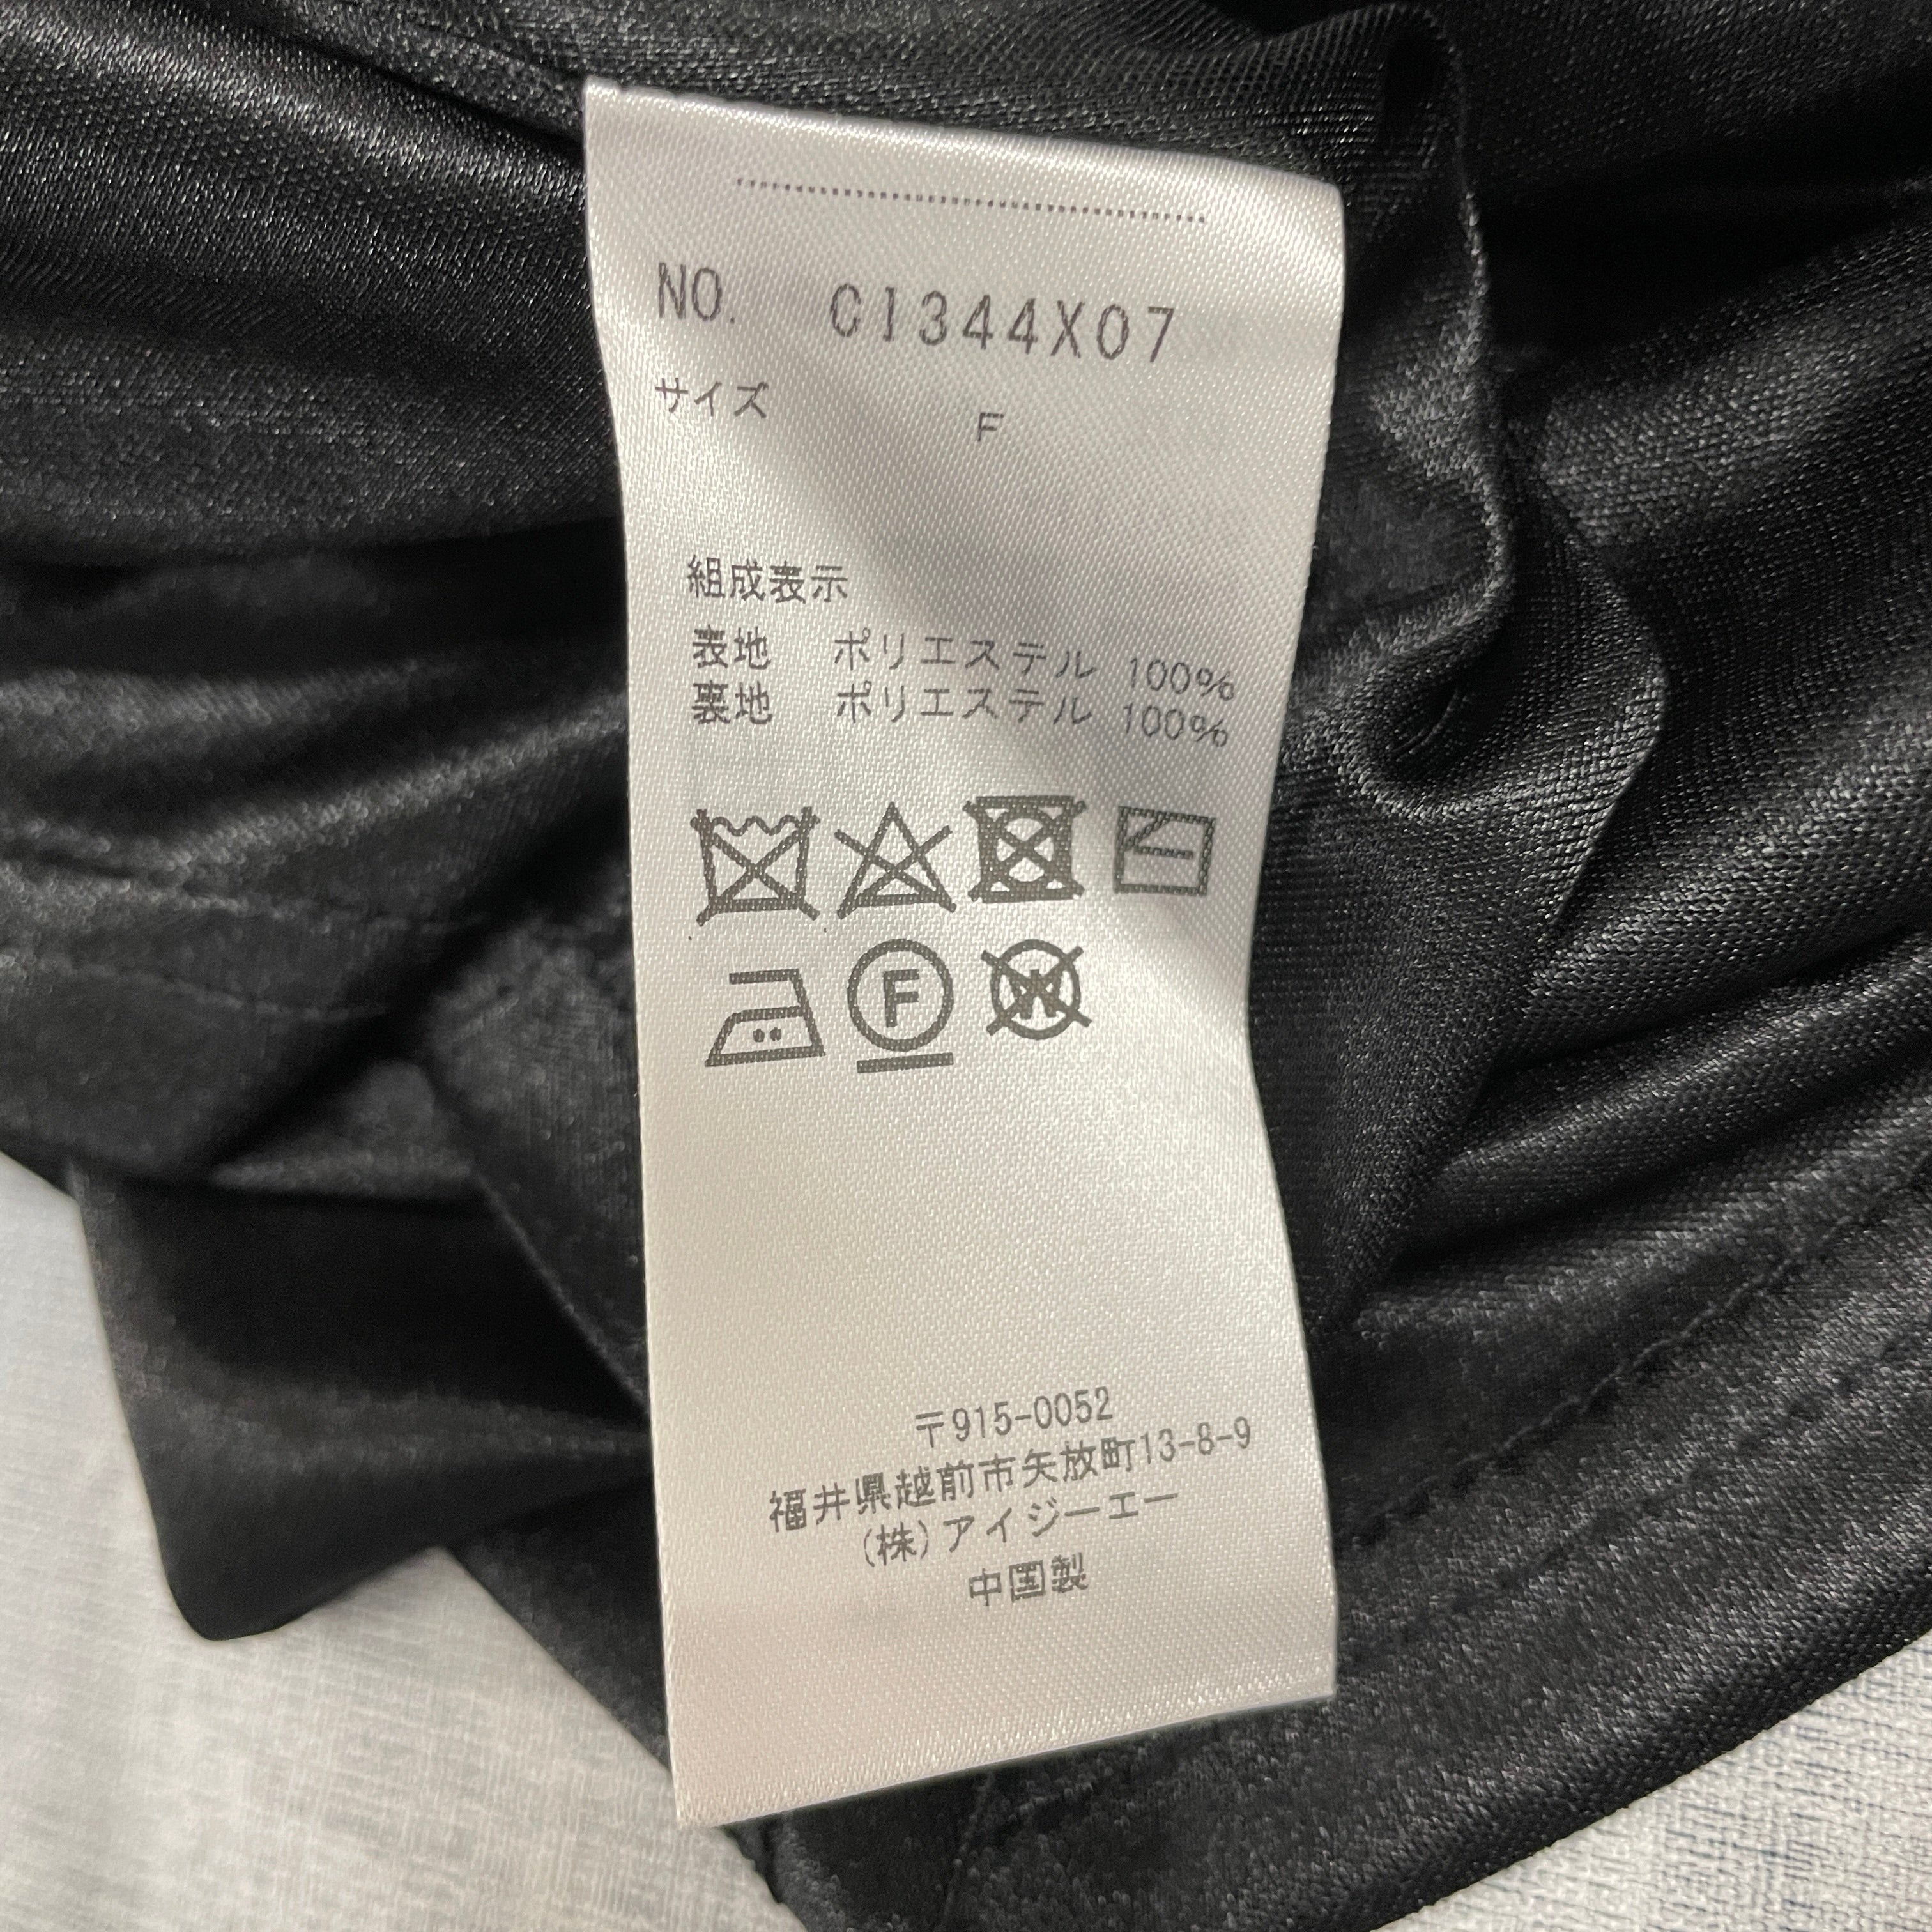 NO. C1344X07
サイズ F
組成表示
表地 ポリエステル 100%
裏地 ポリエステル 100%
F
W
〒915-0052
福井県越前市矢放町13-8-9
(株)アイジーエー
中国製